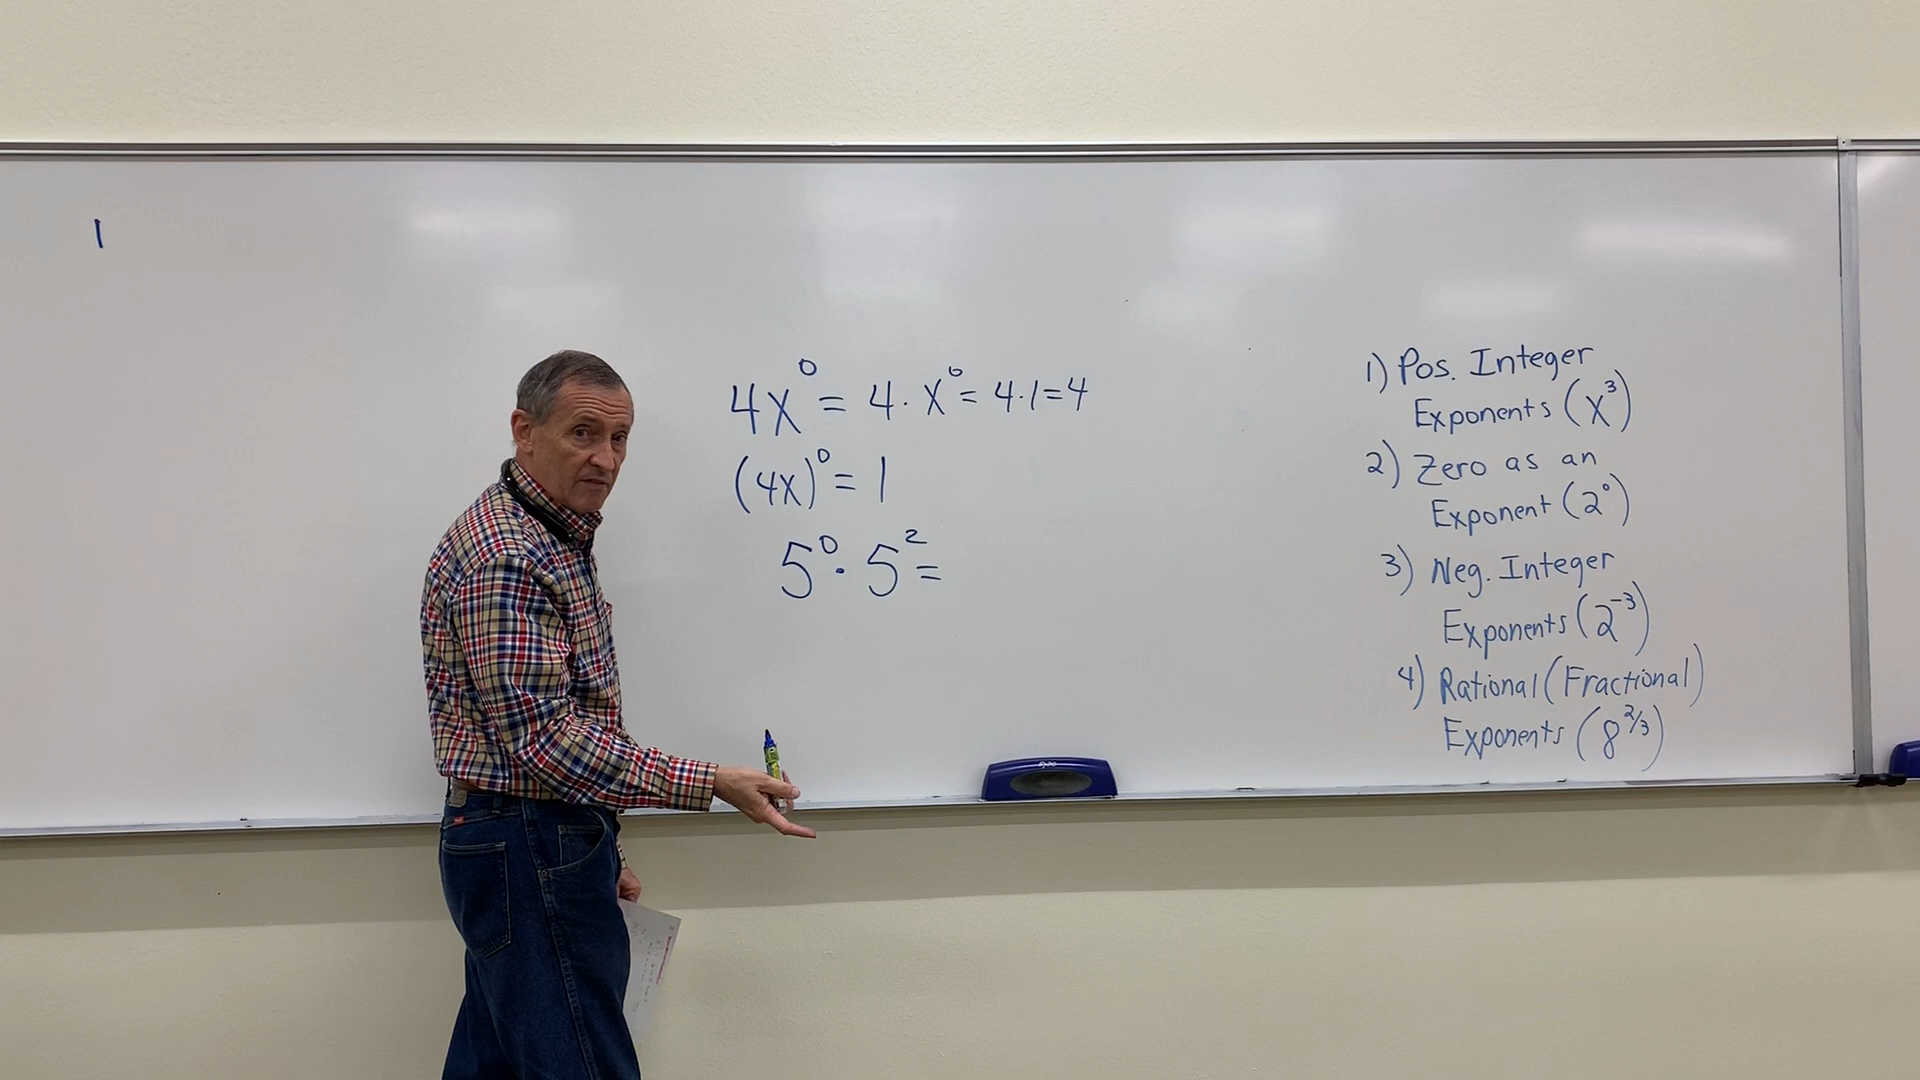 1
4x⁰ = 4 · x⁰ = 4 · 1 = 4
(4x)⁰ = 1
5⁰ · 5² =
1) Pos. Integer
Exponents (x³)
2) Zero as an
Exponent (2⁰)
3) Neg. Integer
Exponents (2⁻³)
4) Rational (Fractional)
Exponents (8^2/3)
EXPO